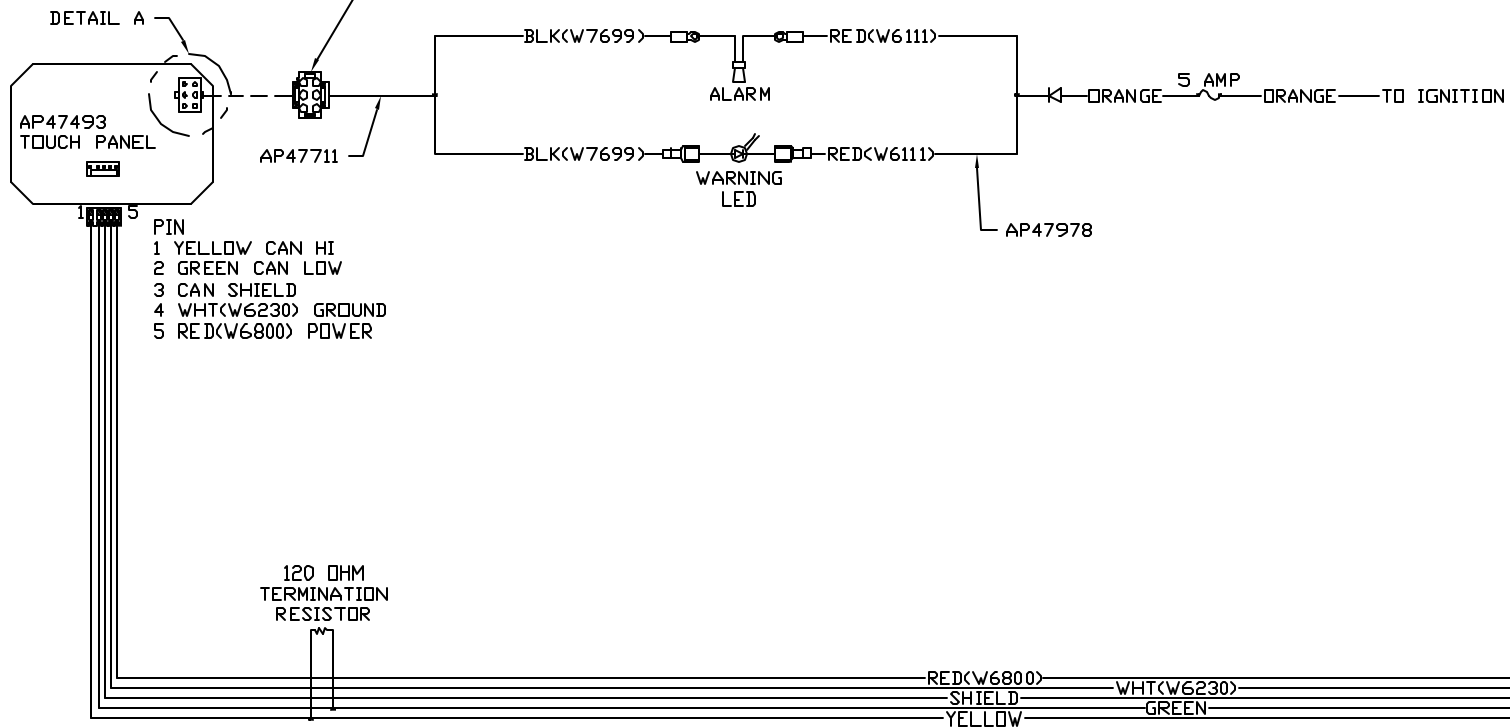 DETAIL A
BLK(W7699)
RED(W6111)
ALARM
5 AMP
ORANGE
ORANGE
TO IGNITION
AP47493
TOUCH PANEL
AP47711
BLK(W7699)
RED(W6111)
WARNING
LED
AP47978
1
5
PIN
1 YELLOW CAN HI
2 GREEN CAN LOW
3 CAN SHIELD
4 WHT(W6230) GROUND
5 RED(W6800) POWER
120 OHM
TERMINATION
RESISTOR
RED(W6800)
WHT(W6230)
SHIELD
GREEN
YELLOW